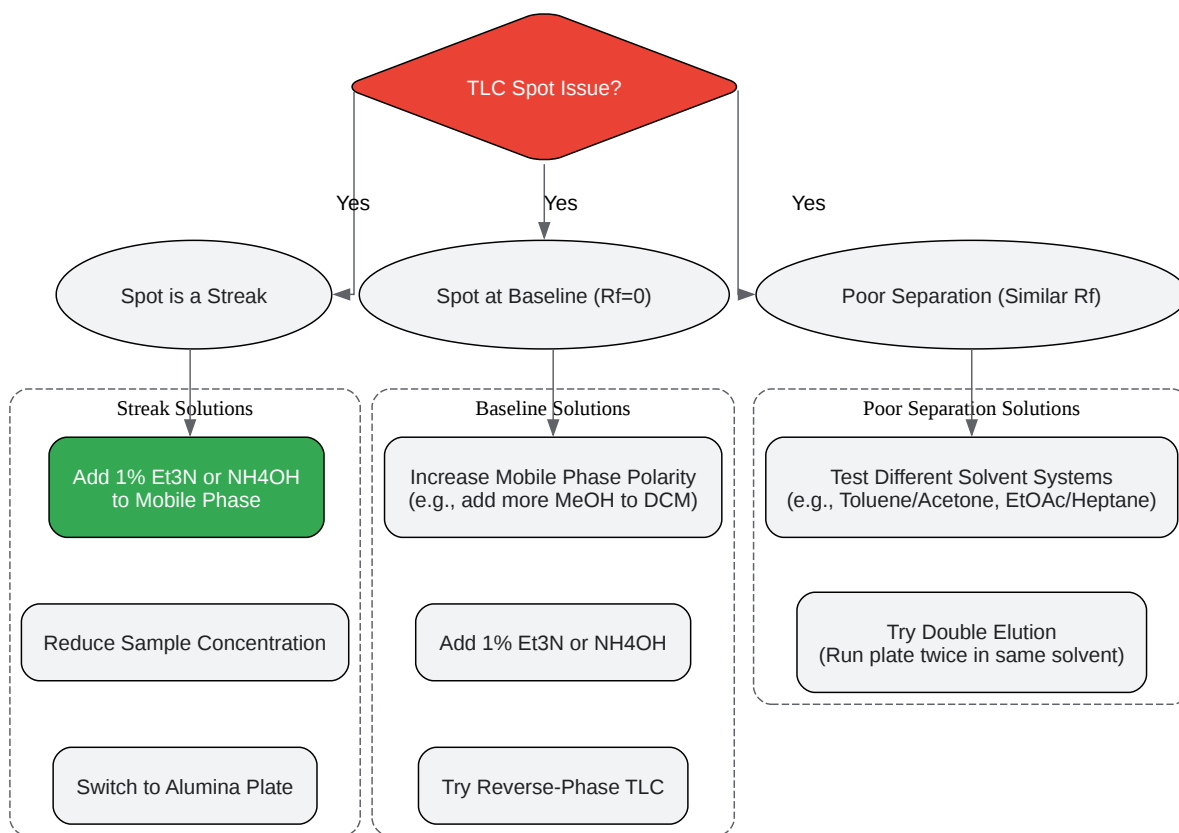 TLC Spot Issue?
Yes
Yes
Yes
Spot is a Streak
Spot at Baseline (Rf=0)
Poor Separation (Similar Rf)
Streak Solutions
Baseline Solutions
Poor Separation Solutions
Add 1% Et3N or NH4OH
to Mobile Phase
Increase Mobile Phase Polarity
(e.g., add more MeOH to DCM)
Test Different Solvent Systems
(e.g., Toluene/Acetone, EtOAc/Heptane)
Reduce Sample Concentration
Add 1% Et3N or NH4OH
Try Double Elution
(Run plate twice in same solvent)
Switch to Alumina Plate
Try Reverse-Phase TLC